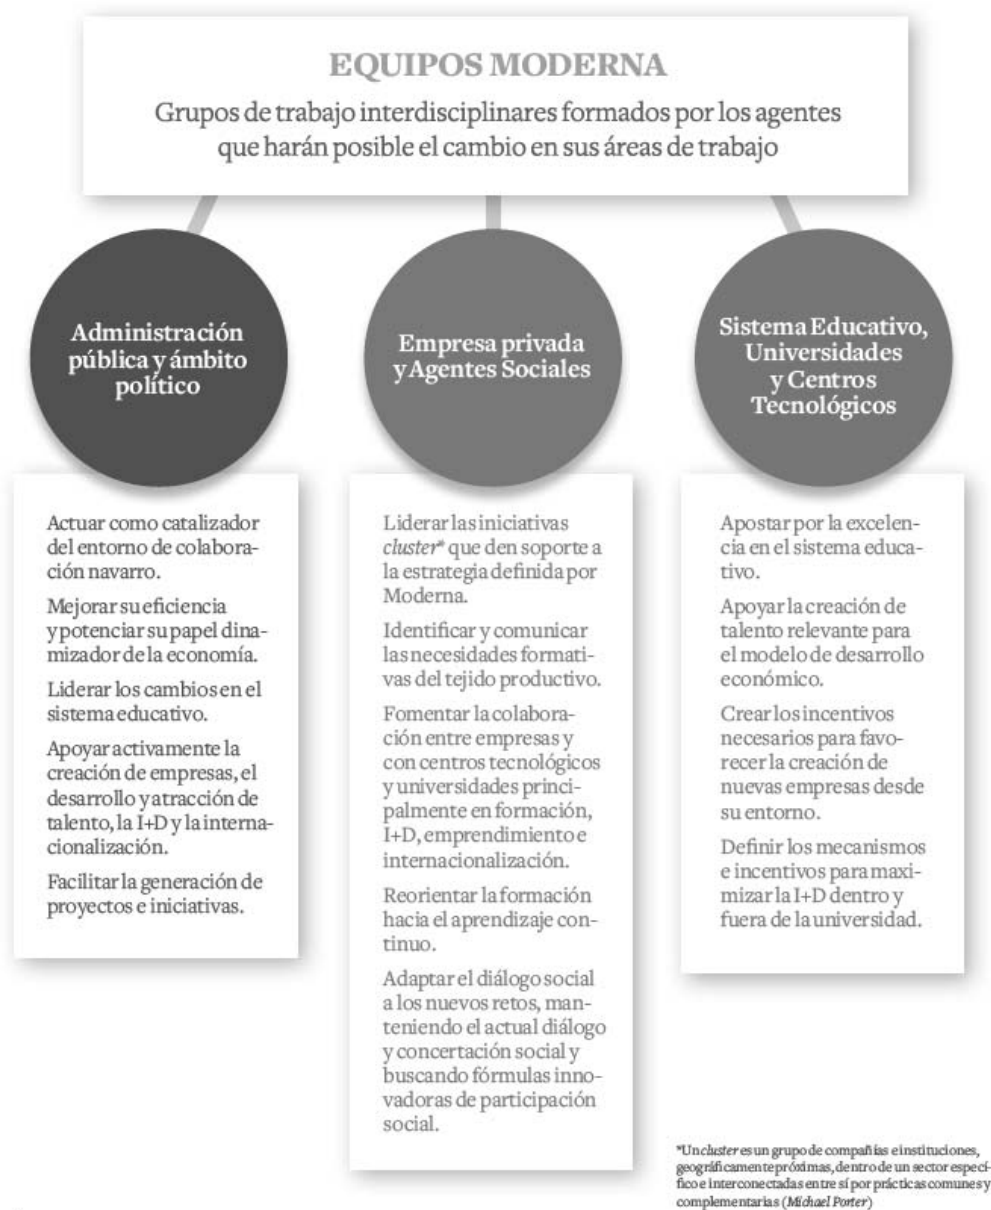 EQUIPOS MODERNA
Grupos de trabajo interdisciplinares formados por los agentes
que harán posible el cambio en sus áreas de trabajo
Administración
pública y ámbito
político
Actuar como catalizador
del entorno de colabora-
ción navarro.
Mejorar su eficiencia
y potenciar su papel dina-
mizador de la economía.
Liderar los cambios en el
sistema educativo.
Apoyar activamente la
creación de empresas, el
desarrollo y atracción de
talento, la I+D y la interna-
cionalización.
Facilitar la generación de
proyectos e iniciativas.
Empresa privada
y Agentes Sociales
Liderar las iniciativas
cluster* que den soporte a
la estrategia definida por
Moderna.
Identificar y comunicar
las necesidades formati-
vas del tejido productivo.
Fomentar la colabora-
ción entre empresas y
con centros tecnológicos
y universidades princi-
palmente en formación,
I+D, emprendimiento e
internacionalización.
Reorientar la formación
hacia el aprendizaje con-
tinuo.
Adaptar el diálogo social
a los nuevos retos, man-
teniendo el actual diálogo
y concertación social y
buscando fórmulas inno-
vadoras de participación
social.
Sistema Educativo,
Universidades
y Centros
Tecnológicos
Apostar por la excelen-
cia en el sistema educa-
tivo.
Apoyar la creación de
talento relevante para
el modelo de desarrollo
económico.
Crear los incentivos
necesarios para favo-
recer la creación de
nuevas empresas desde
su entorno.
Definir los mecanismos
e incentivos para maxi-
mizar la I+D dentro y
fuera de la universidad.
*Un cluster es un grupo de compañías e instituciones,
geográficamente próximas, dentro de un sector especí-
fico e interconectadas entre sí por prácticas comunes y
complementarias (Michael Porter)